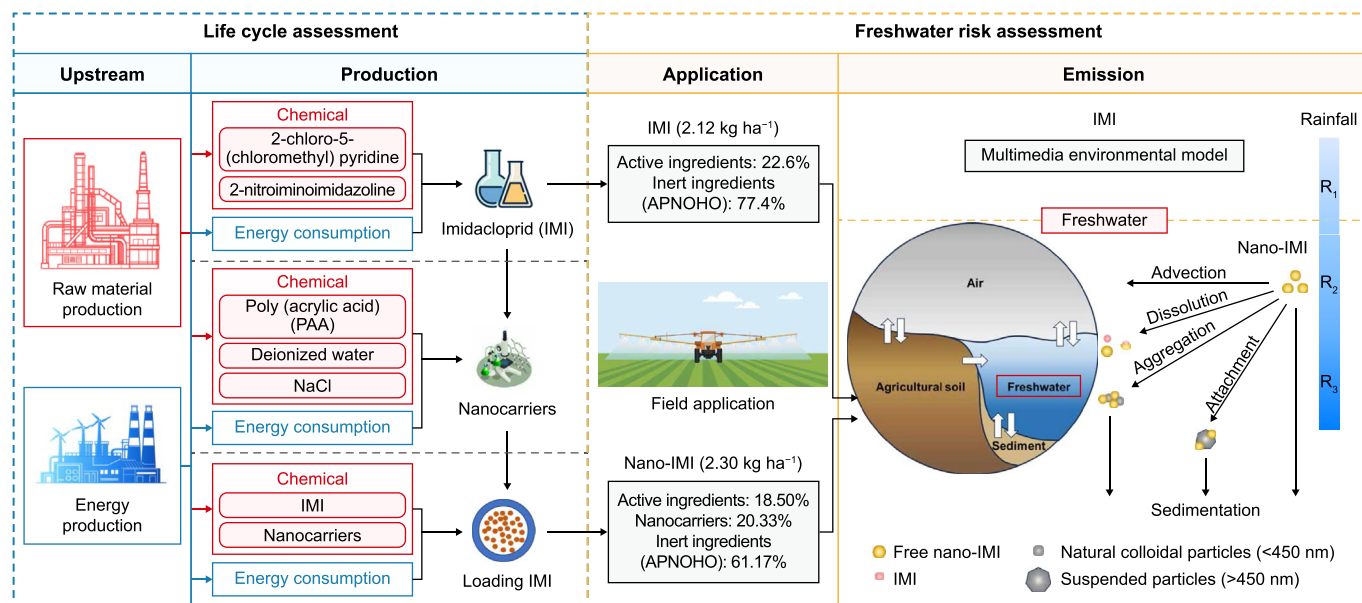 Life cycle assessment
Freshwater risk assessment
Upstream
Production
Application
Emission
Raw material
production
Energy
production
Chemical
2-chloro-5-
(chloromethyl) pyridine
2-nitroiminoimidazoline
Energy consumption
Imidacloprid (IMI)
Chemical
Poly (acrylic acid)
(PAA)
Deionized water
NaCl
Energy consumption
Nanocarriers
Chemical
IMI
Nanocarriers
Energy consumption
Loading IMI
IMI (2.12 kg ha⁻¹)
Active ingredients: 22.6%
Inert ingredients
(APNOHO): 77.4%
Field application
Nano-IMI (2.30 kg ha⁻¹)
Active ingredients: 18.50%
Nanocarriers: 20.33%
Inert ingredients
(APNOHO): 61.17%
IMI
Rainfall
Multimedia environmental model
R₁
Freshwater
Nano-IMI
Air
Advection
R₂
Dissolution
Aggregation
Attachment
Agricultural soil
Freshwater
R₃
Sediment
Sedimentation
Free nano-IMI
Natural colloidal particles (<450 nm)
IMI
Suspended particles (>450 nm)